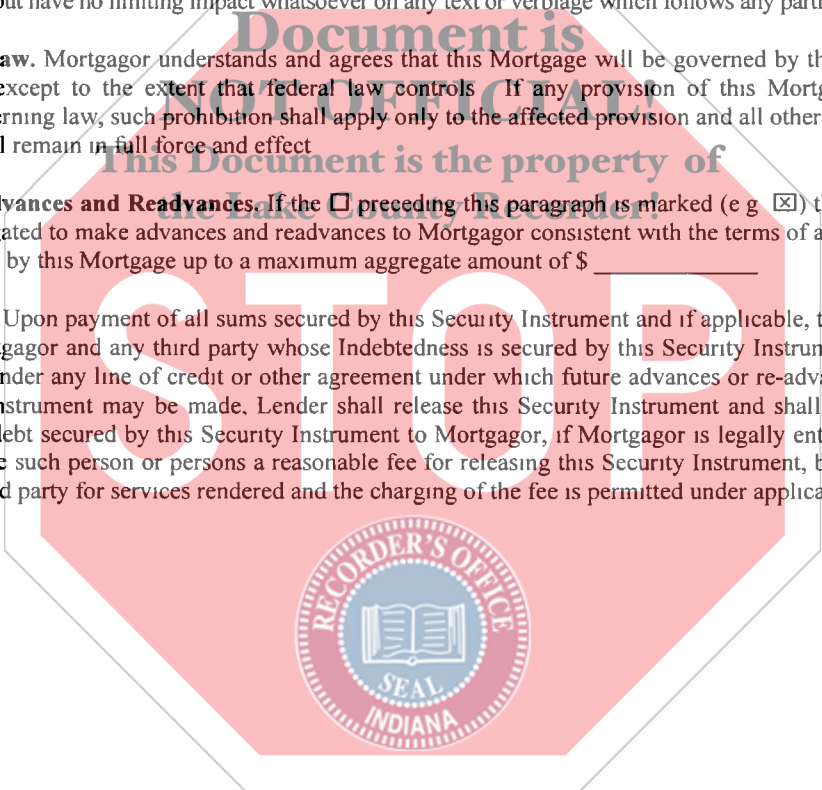 out have no limiting impact whatsoever on any text or verbiage which follows any parti
Document is
aw. Mortgagor understands and agrees that this Mortgage will be governed by th
except to the extent that federal law controls If any provision of this Mortg
NOT OFFICIAL!
erning law, such prohibition shall apply only to the affected provision and all other
l remain in full force and effect
This Document is the property of
lvances and Readvances. If the ☐ preceding this paragraph is marked (e g ☒) t
the Lake County Recorder!
ated to make advances and readvances to Mortgagor consistent with the terms of a
by this Mortgage up to a maximum aggregate amount of $ ______________
STOP
Upon payment of all sums secured by this Security Instrument and if applicable, t
gagor and any third party whose Indebtedness is secured by this Security Instrun
nder any line of credit or other agreement under which future advances or re-adva
nstrument may be made, Lender shall release this Security Instrument and shall
ebt secured by this Security Instrument to Mortgagor, if Mortgagor is legally ent
e such person or persons a reasonable fee for releasing this Security Instrument, b
d party for services rendered and the charging of the fee is permitted under applica
RECORDER'S OFFICE
SEAL
INDIANA